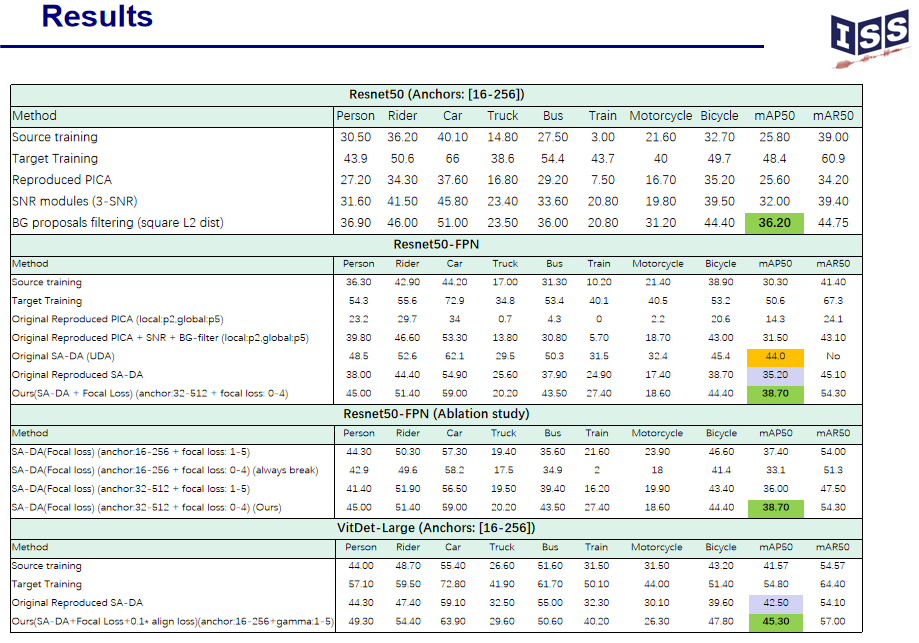 Results
ISS
Resnet50 (Anchors: [16-256])
Method Person Rider Car Truck Bus Train Motorcycle Bicycle mAP50 mAR50
Source training 30.50 36.20 40.10 14.80 27.50 3.00 21.60 32.70 25.80 39.00
Target Training 43.9 50.6 66 38.6 54.4 43.7 40 49.7 48.4 60.9
Reproduced PICA 27.20 34.30 37.60 16.80 29.20 7.50 16.70 35.20 25.60 34.20
SNR modules (3-SNR) 31.60 41.50 45.80 23.40 33.60 20.80 19.80 39.50 32.00 39.40
BG proposals filtering (square L2 dist) 36.90 46.00 51.00 23.50 36.00 20.80 31.20 44.40 36.20 44.75
Resnet50-FPN
Method Person Rider Car Truck Bus Train Motorcycle Bicycle mAP50 mAR50
Source training 36.30 42.90 44.20 17.00 31.30 10.20 21.40 38.90 30.30 41.40
Target Training 54.3 55.6 72.9 34.8 53.4 40.1 40.5 53.2 50.6 67.3
Original Reproduced PICA (local:p2,global:p5) 23.2 29.7 34 0.7 4.3 0 2.2 20.6 14.3 24.1
Original Reproduced PICA + SNR + BG-filter (local:p2,global:p5) 39.80 46.60 53.30 13.80 30.80 5.70 18.70 43.00 31.50 43.10
Original SA-DA (UDA) 48.5 52.6 62.1 29.5 50.3 31.5 32.4 45.4 44.0 No
Original Reproduced SA-DA 38.00 44.40 54.90 25.60 37.90 24.90 17.40 38.70 35.20 45.10
Ours(SA-DA + Focal Loss) (anchor:32-512 + focal loss: 0-4) 45.00 51.40 59.00 20.20 43.50 27.40 18.60 44.40 38.70 54.30
Resnet50-FPN (Ablation study)
Method Person Rider Car Truck Bus Train Motorcycle Bicycle mAP50 mAR50
SA-DA(Focal loss) (anchor:16-256 + focal loss: 1-5) 44.30 50.30 57.30 19.40 35.60 21.60 23.90 46.60 37.40 54.00
SA-DA(Focal loss) (anchor:16-256 + focal loss: 0-4) (always break) 42.9 49.6 58.2 17.5 34.9 2 18 41.4 33.1 51.3
SA-DA(Focal loss) (anchor:32-512 + focal loss: 1-5) 41.40 51.90 56.50 19.50 39.40 16.20 19.90 43.40 36.00 47.50
SA-DA(Focal loss) (anchor:32-512 + focal loss: 0-4) (Ours) 45.00 51.40 59.00 20.20 43.50 27.40 18.60 44.40 38.70 54.30
VitDet-Large (Anchors: [16-256])
Method Person Rider Car Truck Bus Train Motorcycle Bicycle mAP50 mAR50
Source training 44.00 48.70 55.40 26.60 51.60 31.50 31.50 43.20 41.57 54.57
Target Training 57.10 59.50 72.80 41.90 61.70 50.10 44.00 51.40 54.80 64.40
Original Reproduced SA-DA 44.30 47.40 59.10 32.50 55.00 32.30 30.10 39.60 42.50 54.10
Ours(SA-DA+Focal Loss+0.1* align loss)(anchor:16-256+gamma:1-5) 49.30 54.40 63.90 29.60 50.60 40.20 26.30 47.80 45.30 57.00